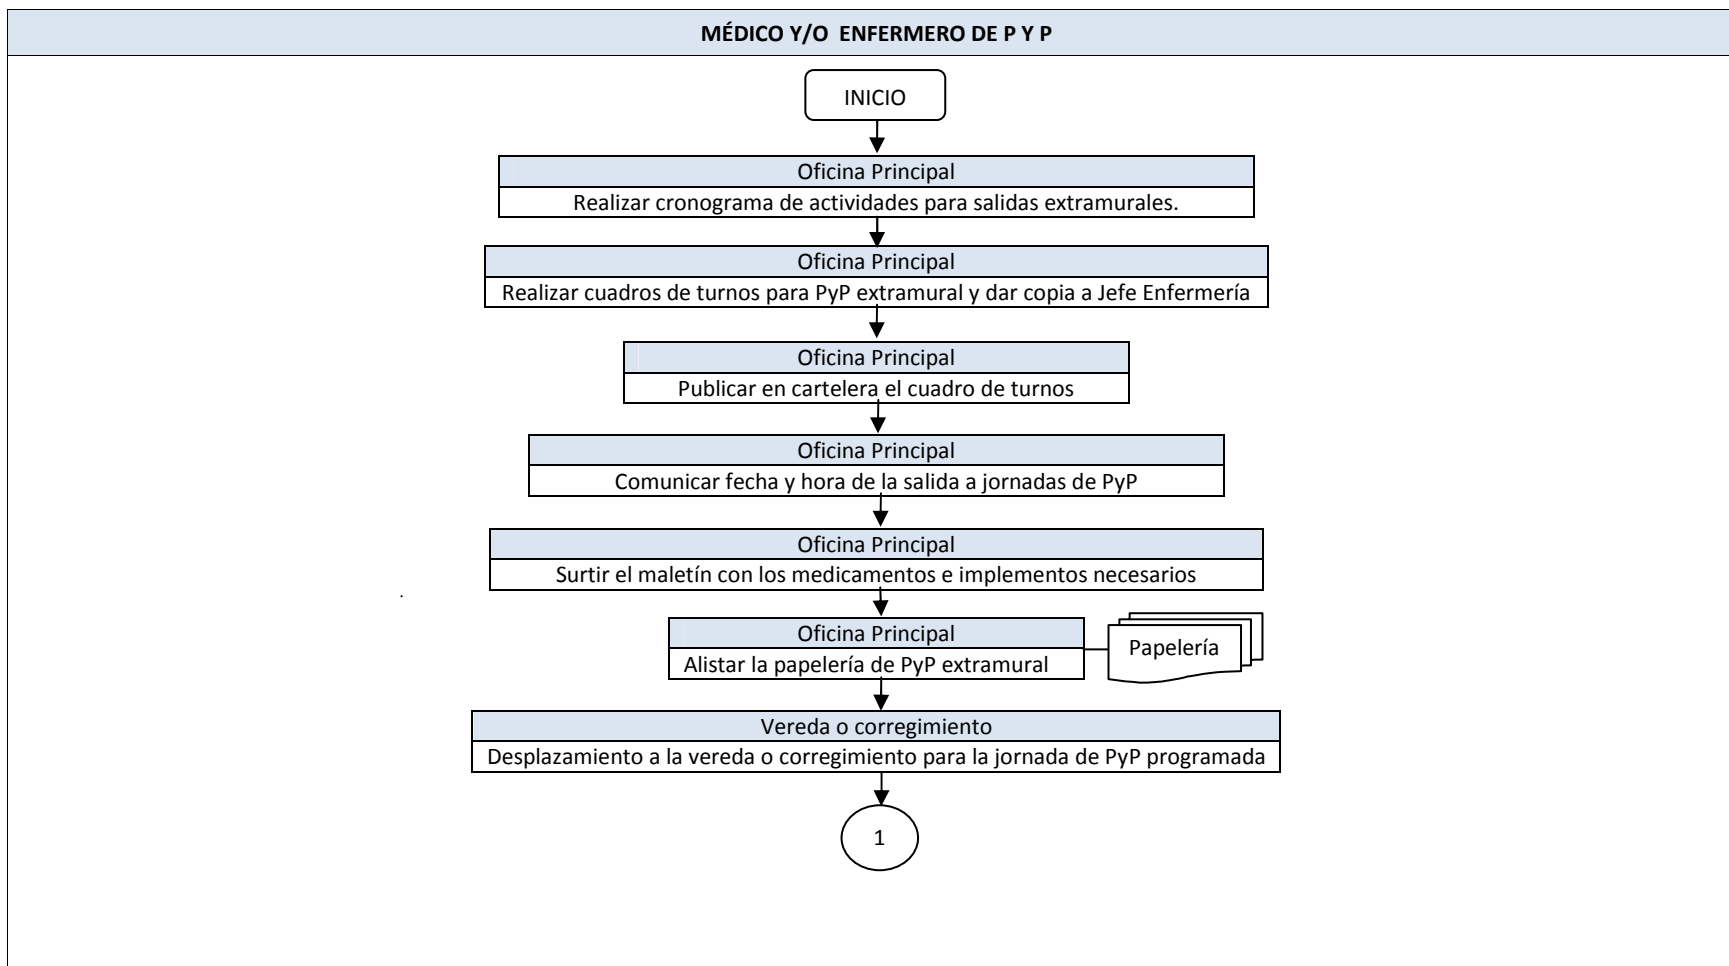 MÉDICO Y/O ENFERMERO DE P Y P
INICIO
Oficina Principal
Realizar cronograma de actividades para salidas extramurales.
Oficina Principal
Realizar cuadros de turnos para PyP extramural y dar copia a Jefe Enfermería
Oficina Principal
Publicar en cartelera el cuadro de turnos
Oficina Principal
Comunicar fecha y hora de la salida a jornadas de PyP
Oficina Principal
Surtir el maletín con los medicamentos e implementos necesarios
Oficina Principal
Alistar la papelería de PyP extramural
Papelería
Vereda o corregimiento
Desplazamiento a la vereda o corregimiento para la jornada de PyP programada
1